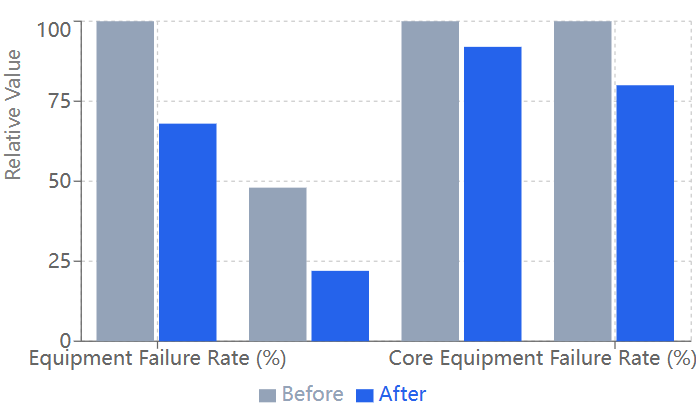 Relative Value
100
75
50
25
0
Equipment Failure Rate (%) Core Equipment Failure Rate (%)
Before After